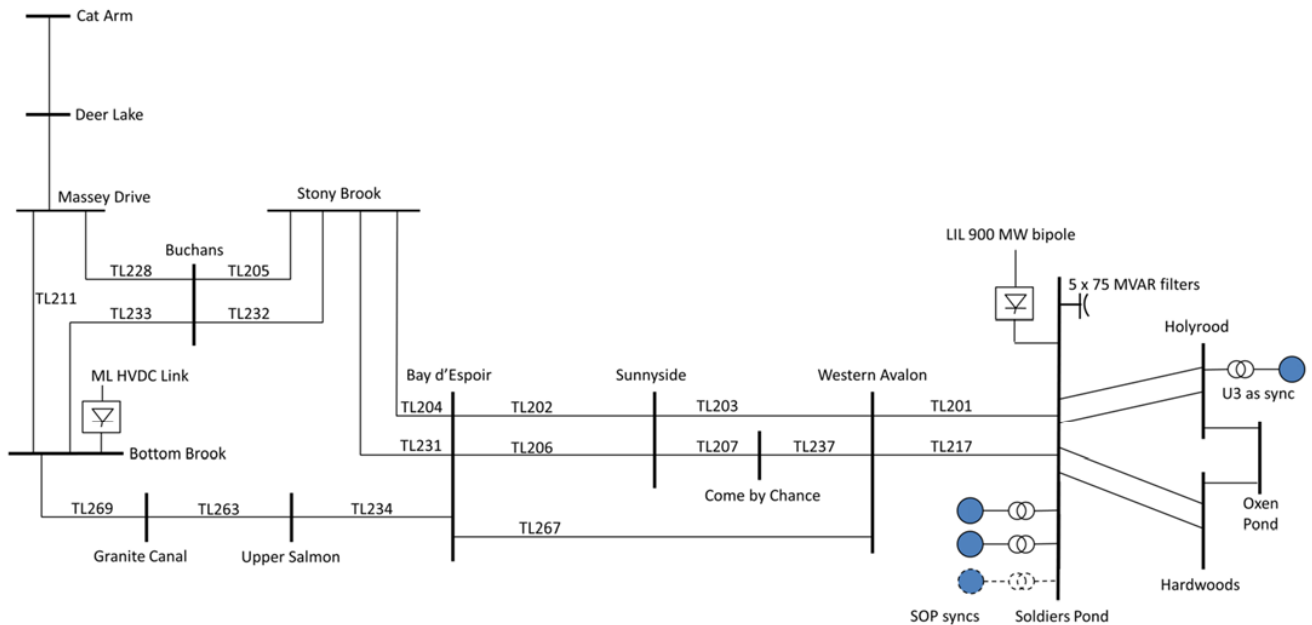 Cat Arm
Deer Lake
Massey Drive
Stony Brook
Buchans
LIL 900 MW bipole
TL228
TL205
5 x 75 MVAR filters
TL211
TL233
TL232
Holyrood
ML HVDC Link
Bay d’Espoir
Sunnyside
Western Avalon
U3 as sync
TL204
TL202
TL203
TL201
TL231
TL206
TL207
TL237
TL217
Bottom Brook
Come by Chance
TL269
TL263
TL234
Oxen
Pond
TL267
Granite Canal
Upper Salmon
Hardwoods
SOP syncs
Soldiers Pond